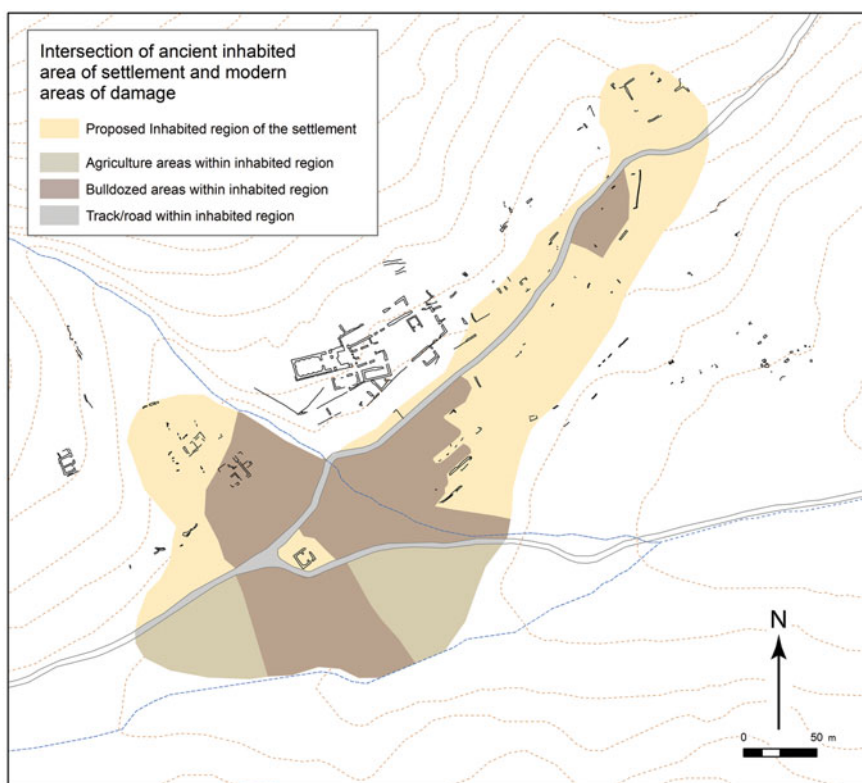 Intersection of ancient inhabited
area of settlement and modern
areas of damage
Proposed Inhabited region of the settlement
Agriculture areas within inhabited region
Bulldozed areas within inhabited region
Track/road within inhabited region
N
0 50 m